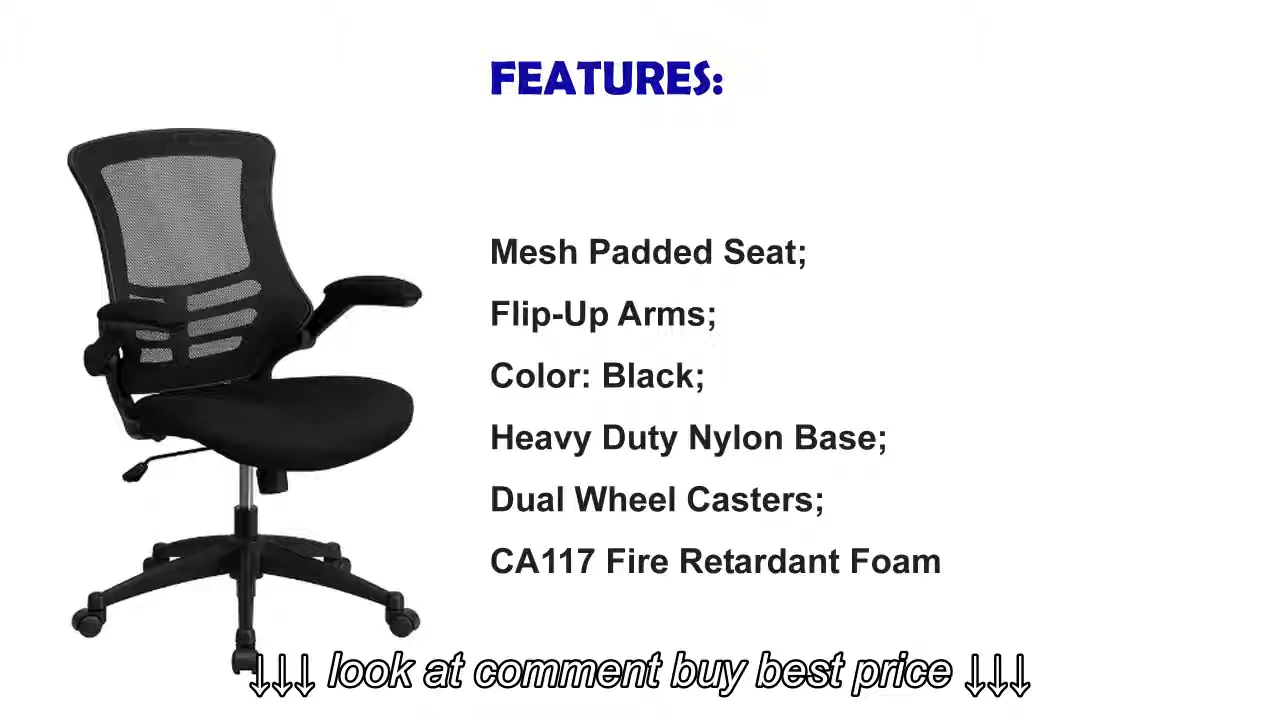 FEATURES:
Mesh Padded Seat;
Flip-Up Arms;
Color: Black;
Heavy Duty Nylon Base;
Dual Wheel Casters;
CA117 Fire Retardant Foam
↓↓↓ look at comment buy best price ↓↓↓